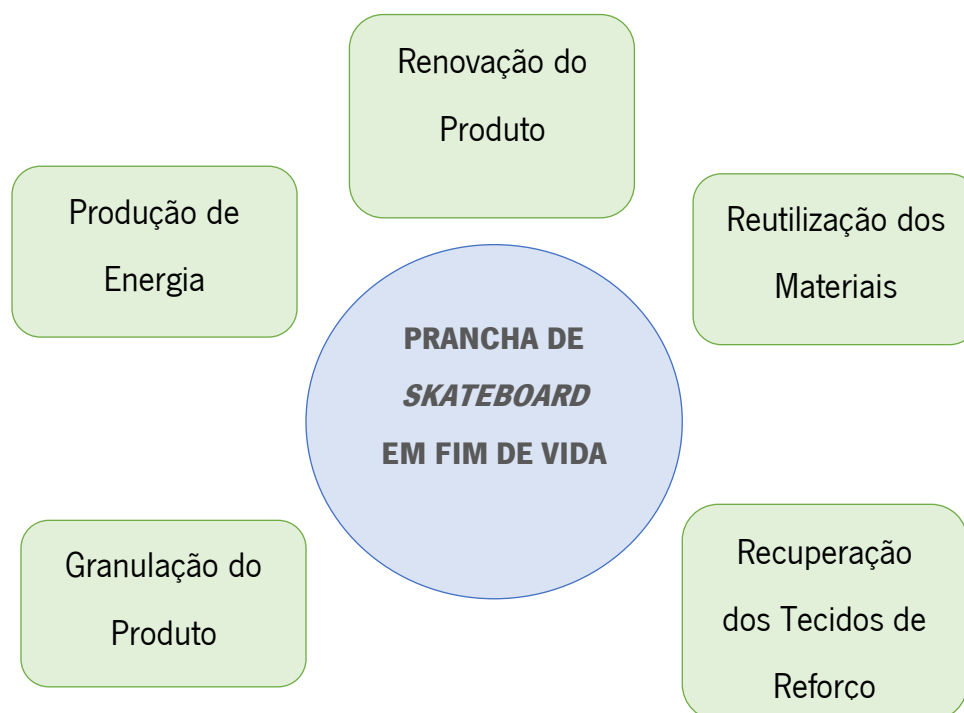 Renovação do
Produto
Produção de
Energia
Reutilização dos
Materiais
PRANCHA DE
SKATEBOARD
EM FIM DE VIDA
Granulação do
Produto
Recuperação
dos Tecidos de
Reforço